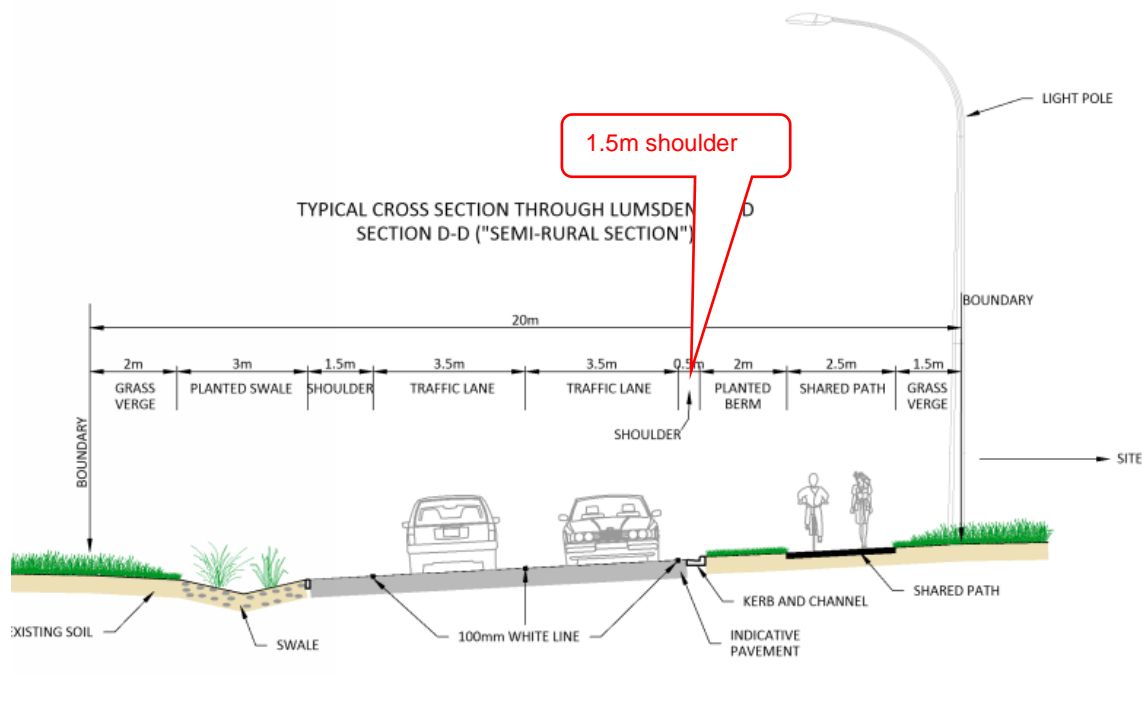 LIGHT POLE
1.5m shoulder
TYPICAL CROSS SECTION THROUGH LUMSDEN D
SECTION D-D ("SEMI-RURAL SECTION")
BOUNDARY
20m
2m 3m 1.5m 3.5m 3.5m 0.5m 2m 2.5m 1.5m
GRASS VERGE
PLANTED SWALE
SHOULDER
TRAFFIC LANE
TRAFFIC LANE
PLANTED BERM
SHARED PATH
GRASS VERGE
SHOULDER
BOUNDARY
SITE
SHARED PATH
KERB AND CHANNEL
EXISTING SOIL
SWALE
100mm WHITE LINE
INDICATIVE
PAVEMENT